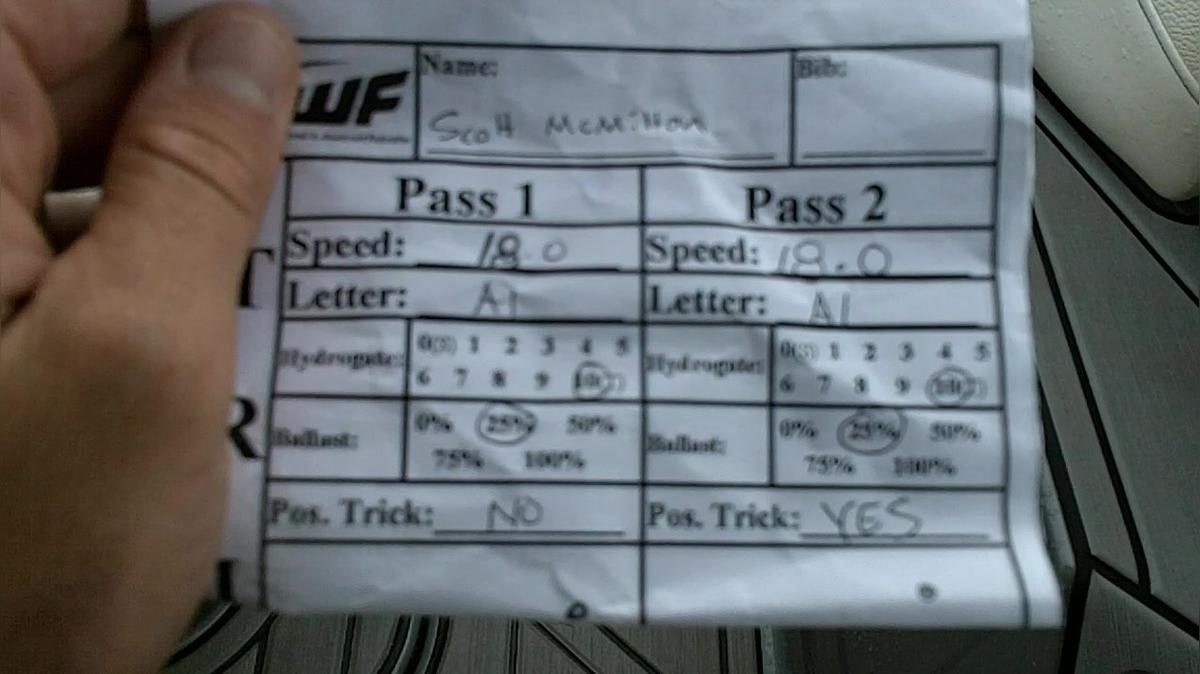 WF Name: Bib:
Scott McMillon
Pass 1 Pass 2
Speed: 18.0 Speed: 18.0
Letter: A1 Letter: A1
Hydrogate: 0(S) 1 2 3 4 5 Hydrogate: 0(S) 1 2 3 4 5
6 7 8 9 6 7 8 9
Ballast: 0% 25% 50% Ballast: 0% 25% 50%
75% 100% 75% 100%
Pos. Trick: NO Pos. Trick: YES